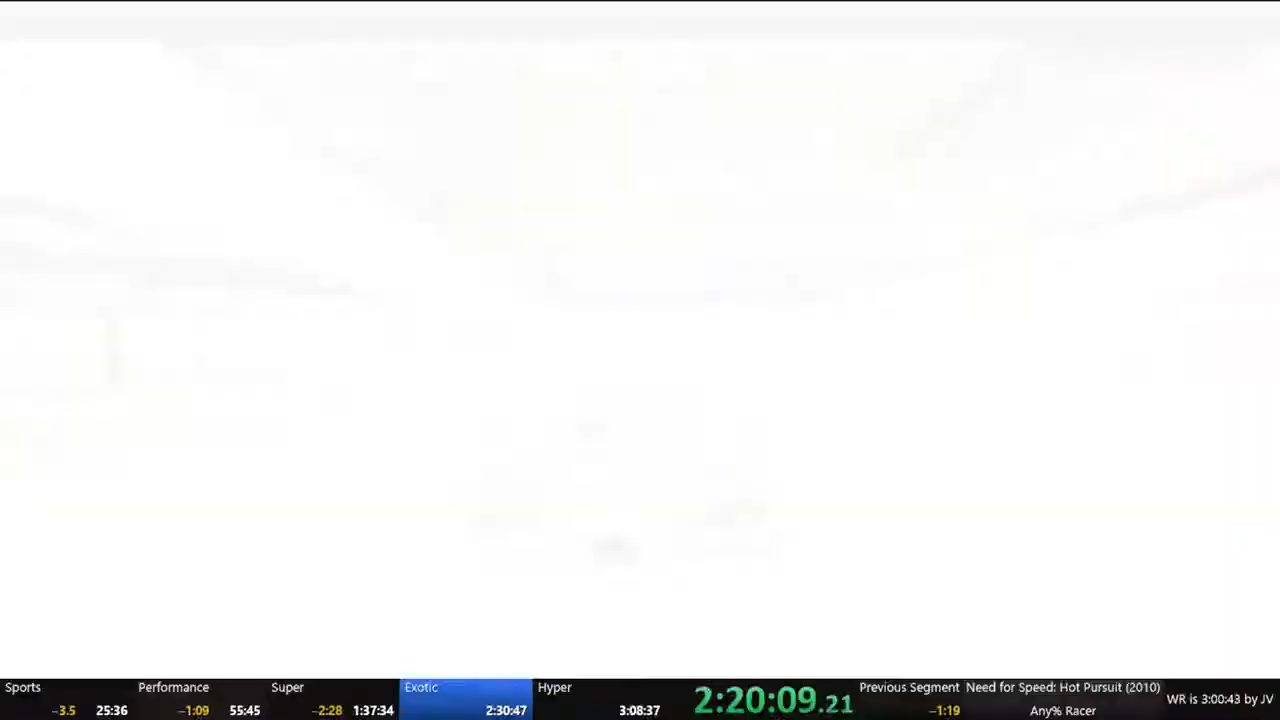 Sports
−3.5 25:36
Performance
−1:09 55:45
Super
−2:28 1:37:34
Exotic
2:30:47
Hyper
3:08:37
2:20:09.21
Previous Segment
−1:19
Need for Speed: Hot Pursuit (2010)
Any% Racer
WR is 3:00:43 by JV